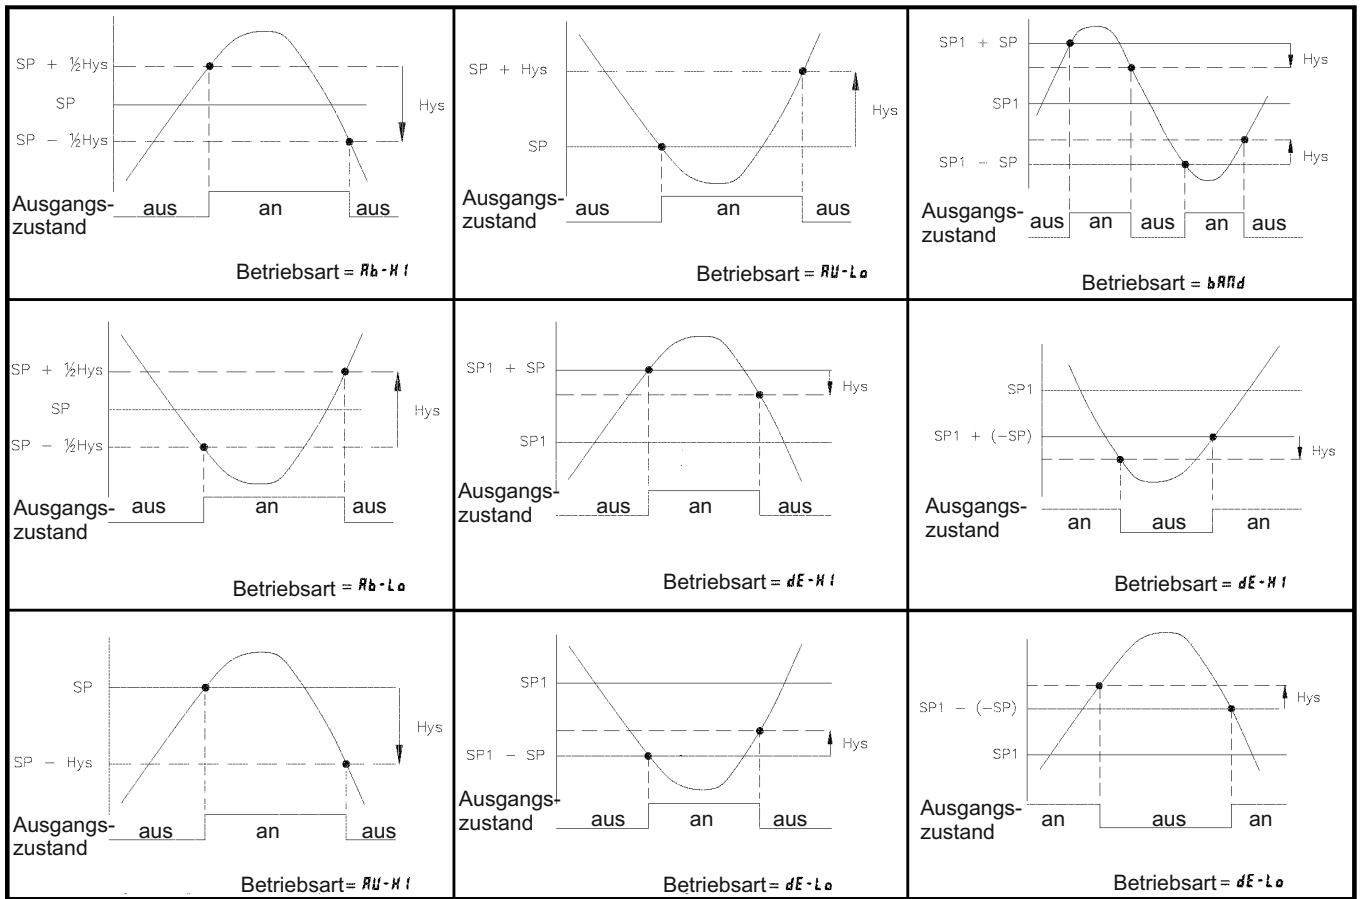 SP + ½Hys
SP
SP - ½Hys
Hys
Ausgangs-
zustand
aus an aus
Betriebsart = Ab-HI
SP + Hys
SP
Hys
Ausgangs-
zustand
aus an aus
Betriebsart = AU-Lo
SP1 + SP
Hys
SP1
SP1 - SP
Hys
Ausgangs-
zustand
aus an aus an aus
Betriebsart = bANd
SP + ½Hys
SP
SP - ½Hys
Hys
Ausgangs-
zustand
aus an aus
Betriebsart = Ab-Lo
SP1 + SP
Hys
SP1
Ausgangs-
zustand
aus an aus
Betriebsart = dE-HI
SP1
SP1 + (-SP)
Hys
Ausgangs-
zustand
an aus an
Betriebsart = dE-HI
SP
Hys
SP - Hys
Ausgangs-
zustand
aus an aus
Betriebsart= AU-HI
SP1
SP1 - SP
Hys
Ausgangs-
zustand
aus an aus
Betriebsart = dE-Lo
Hys
SP1 - (-SP)
SP1
Ausgangs-
zustand
an aus an
Betriebsart = dE-Lo